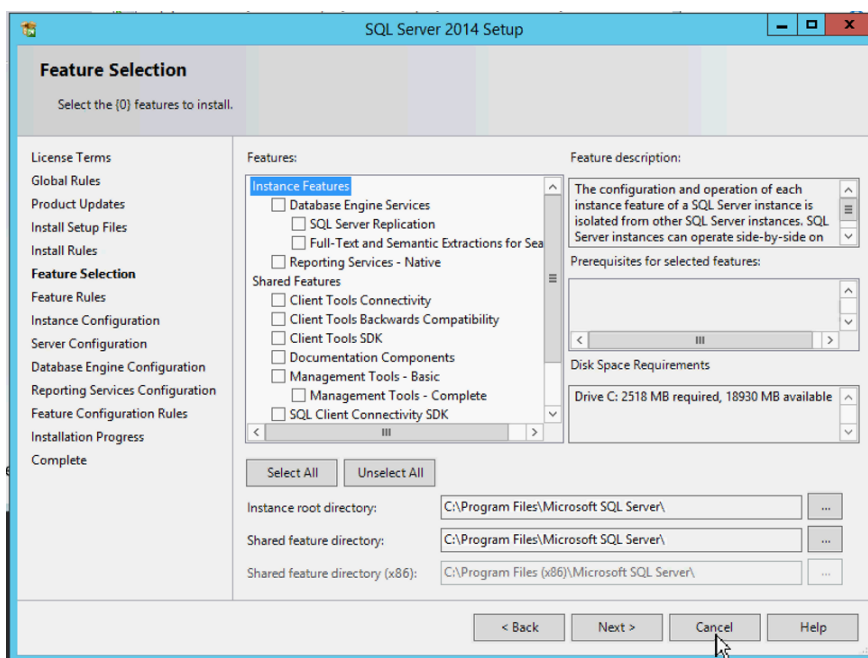 SQL Server 2014 Setup
Feature Selection
Select the {0} features to install.
License Terms
Global Rules
Product Updates
Install Setup Files
Install Rules
Feature Selection
Feature Rules
Instance Configuration
Server Configuration
Database Engine Configuration
Reporting Services Configuration
Feature Configuration Rules
Installation Progress
Complete
Features:
Instance Features
Database Engine Services
SQL Server Replication
Full-Text and Semantic Extractions for Sea
Reporting Services - Native
Shared Features
Client Tools Connectivity
Client Tools Backwards Compatibility
Client Tools SDK
Documentation Components
Management Tools - Basic
Management Tools - Complete
SQL Client Connectivity SDK
Feature description:
The configuration and operation of each
instance feature of a SQL Server instance is
isolated from other SQL Server instances. SQL
Server instances can operate side-by-side on
Prerequisites for selected features:
Disk Space Requirements
Drive C: 2518 MB required, 18930 MB available
Select All
Unselect All
Instance root directory:
C:\Program Files\Microsoft SQL Server\
...
Shared feature directory:
C:\Program Files\Microsoft SQL Server\
...
Shared feature directory (x86):
C:\Program Files (x86)\Microsoft SQL Server\
...
< Back
Next >
Cancel
Help